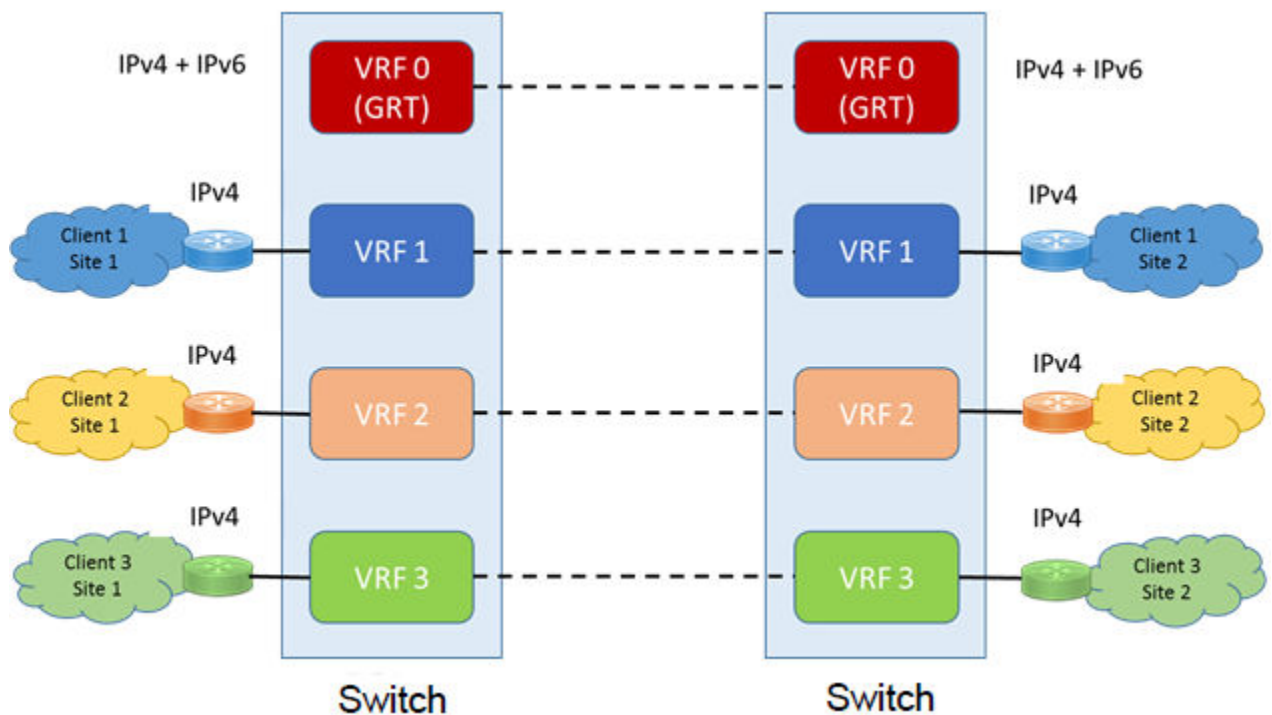 IPv4 + IPv6
VRF 0
(GRT)
VRF 0
(GRT)
IPv4 + IPv6
IPv4
IPv4
Client 1
Site 1
VRF 1
VRF 1
Client 1
Site 2
IPv4
IPv4
Client 2
Site 1
VRF 2
VRF 2
Client 2
Site 2
IPv4
IPv4
Client 3
Site 1
VRF 3
VRF 3
Client 3
Site 2
Switch
Switch